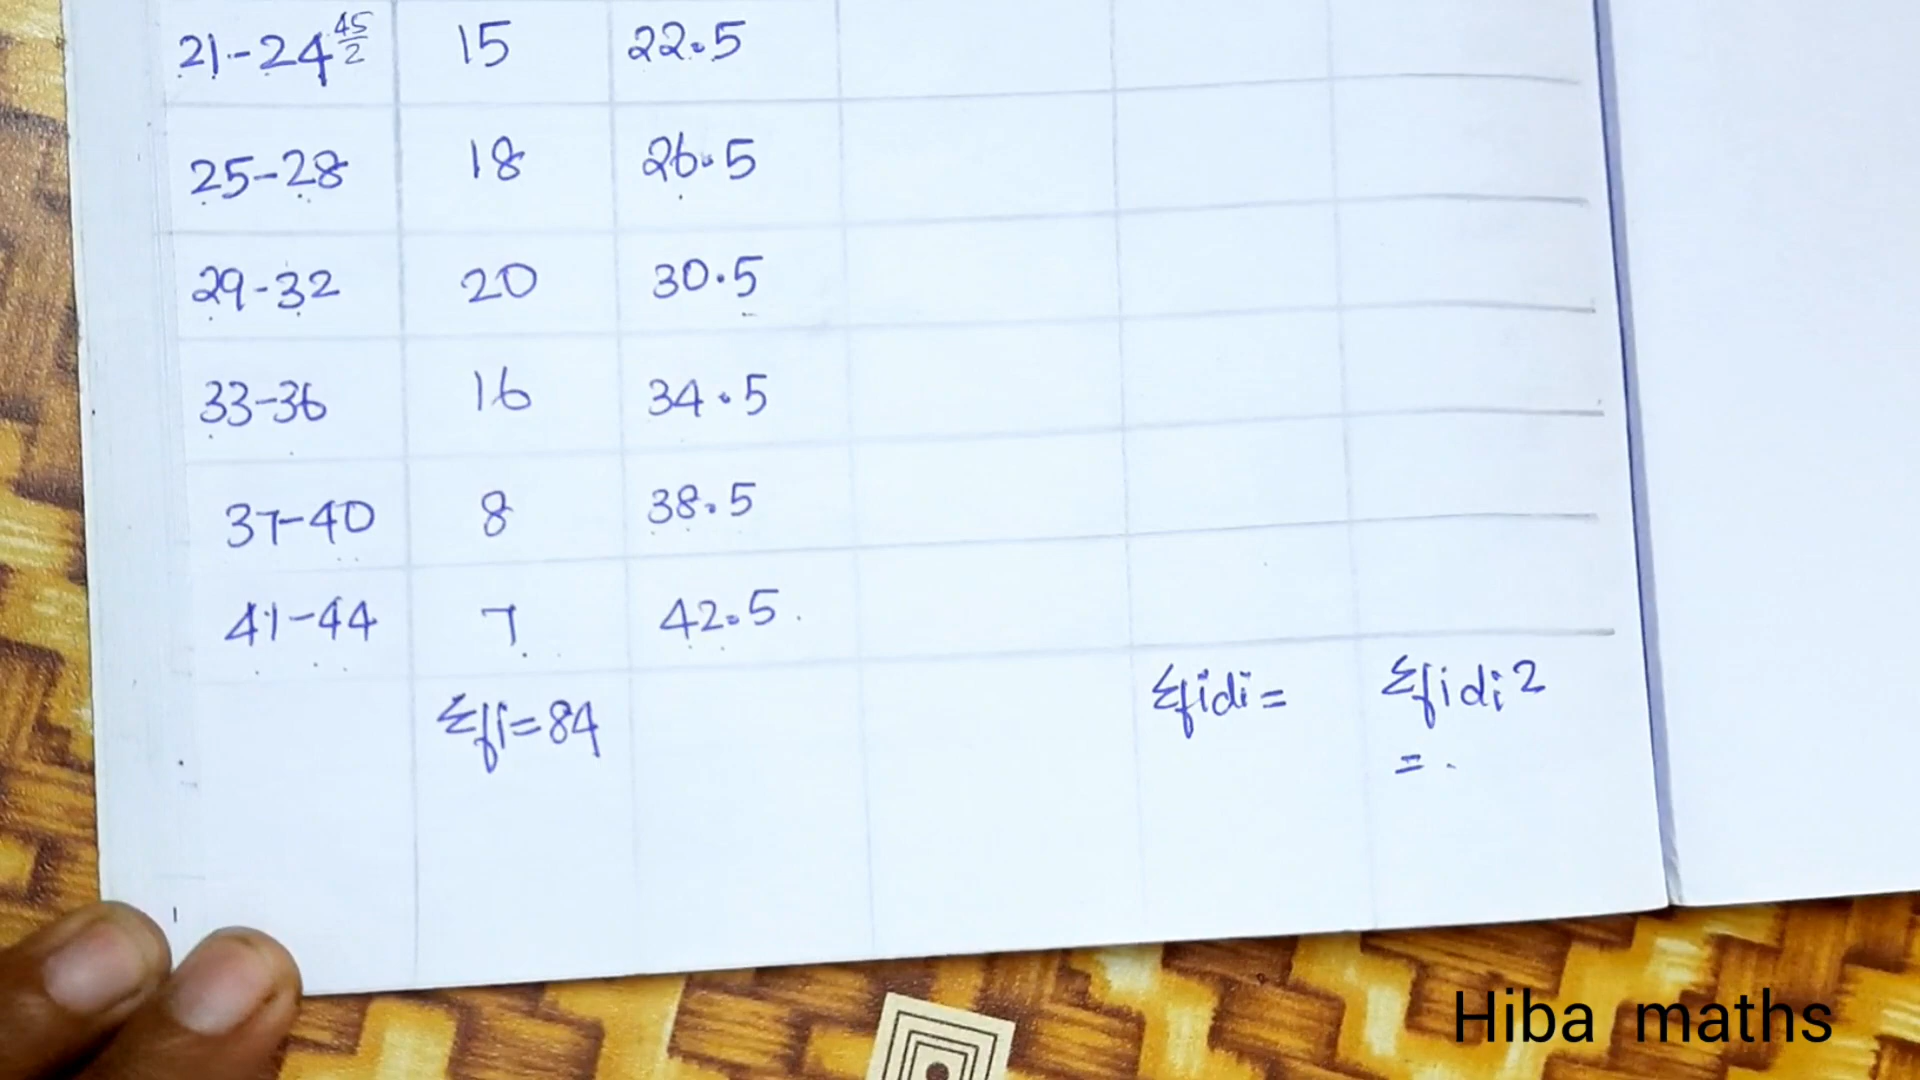 21-24 45/2 15 22.5
25-28 18 26.5
29-32 20 30.5
33-36 16 34.5
37-40 8 38.5
41-44 7 42.5
Σfi=84 Σfidi= Σfidi2
=
Hiba maths